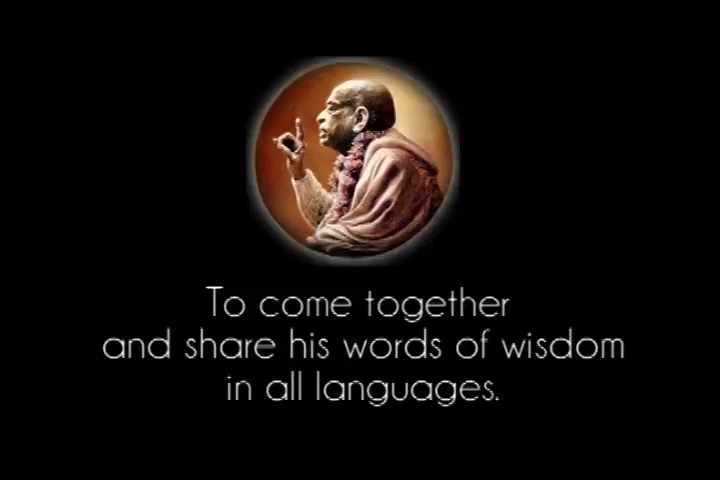 To come together
and share his words of wisdom
in all languages.